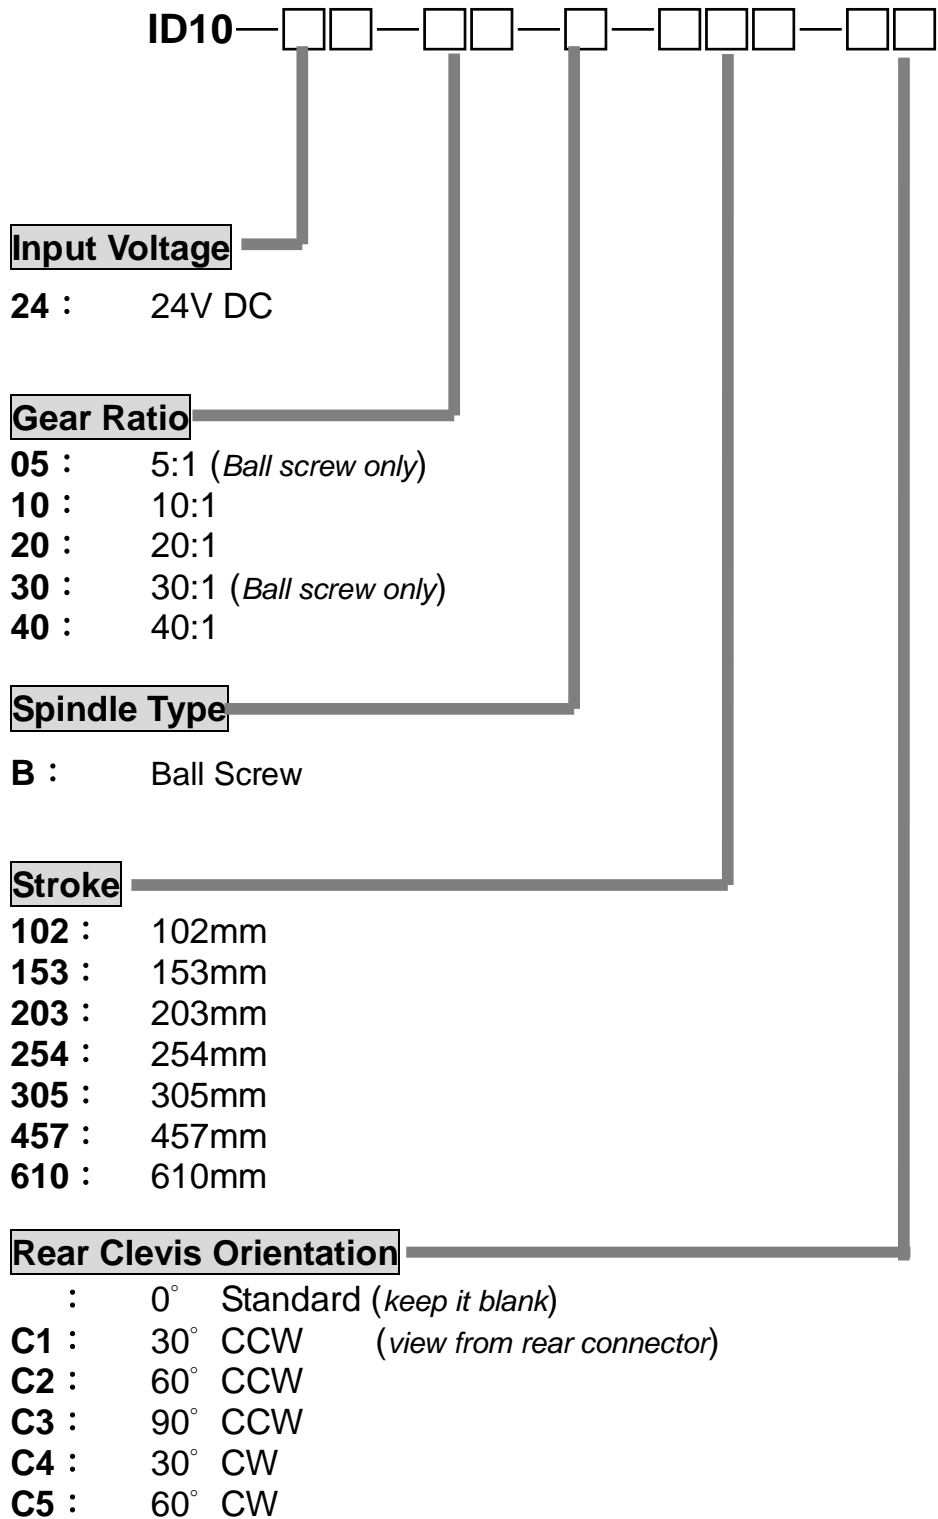 ID10—□□—□□—□—□□□—□□
Input Voltage
24： 24V DC
Gear Ratio
05： 5:1 (Ball screw only)
10： 10:1
20： 20:1
30： 30:1 (Ball screw only)
40： 40:1
Spindle Type
B： Ball Screw
Stroke
102： 102mm
153： 153mm
203： 203mm
254： 254mm
305： 305mm
457： 457mm
610： 610mm
Rear Clevis Orientation
： 0° Standard (keep it blank)
C1： 30° CCW (view from rear connector)
C2： 60° CCW
C3： 90° CCW
C4： 30° CW
C5： 60° CW